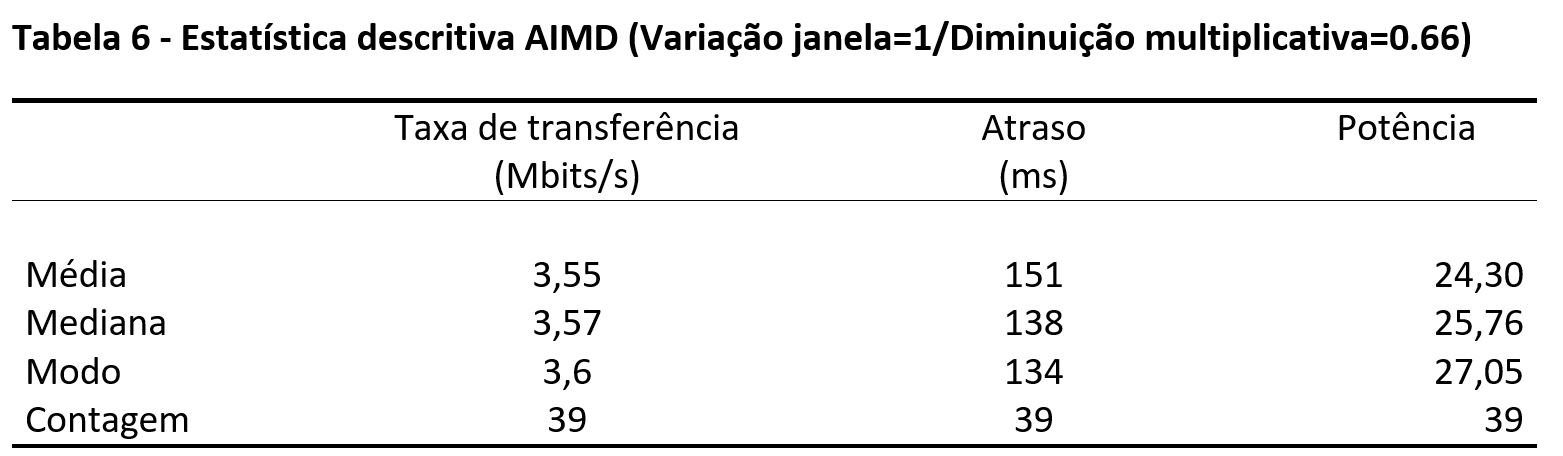 Tabela 6 - Estatística descritiva AIMD (Variação janela=1/Diminuição multiplicativa=0.66)
Taxa de transferência Atraso Potência
(Mbits/s) (ms)
Média 3,55 151 24,30
Mediana 3,57 138 25,76
Modo 3,6 134 27,05
Contagem 39 39 39